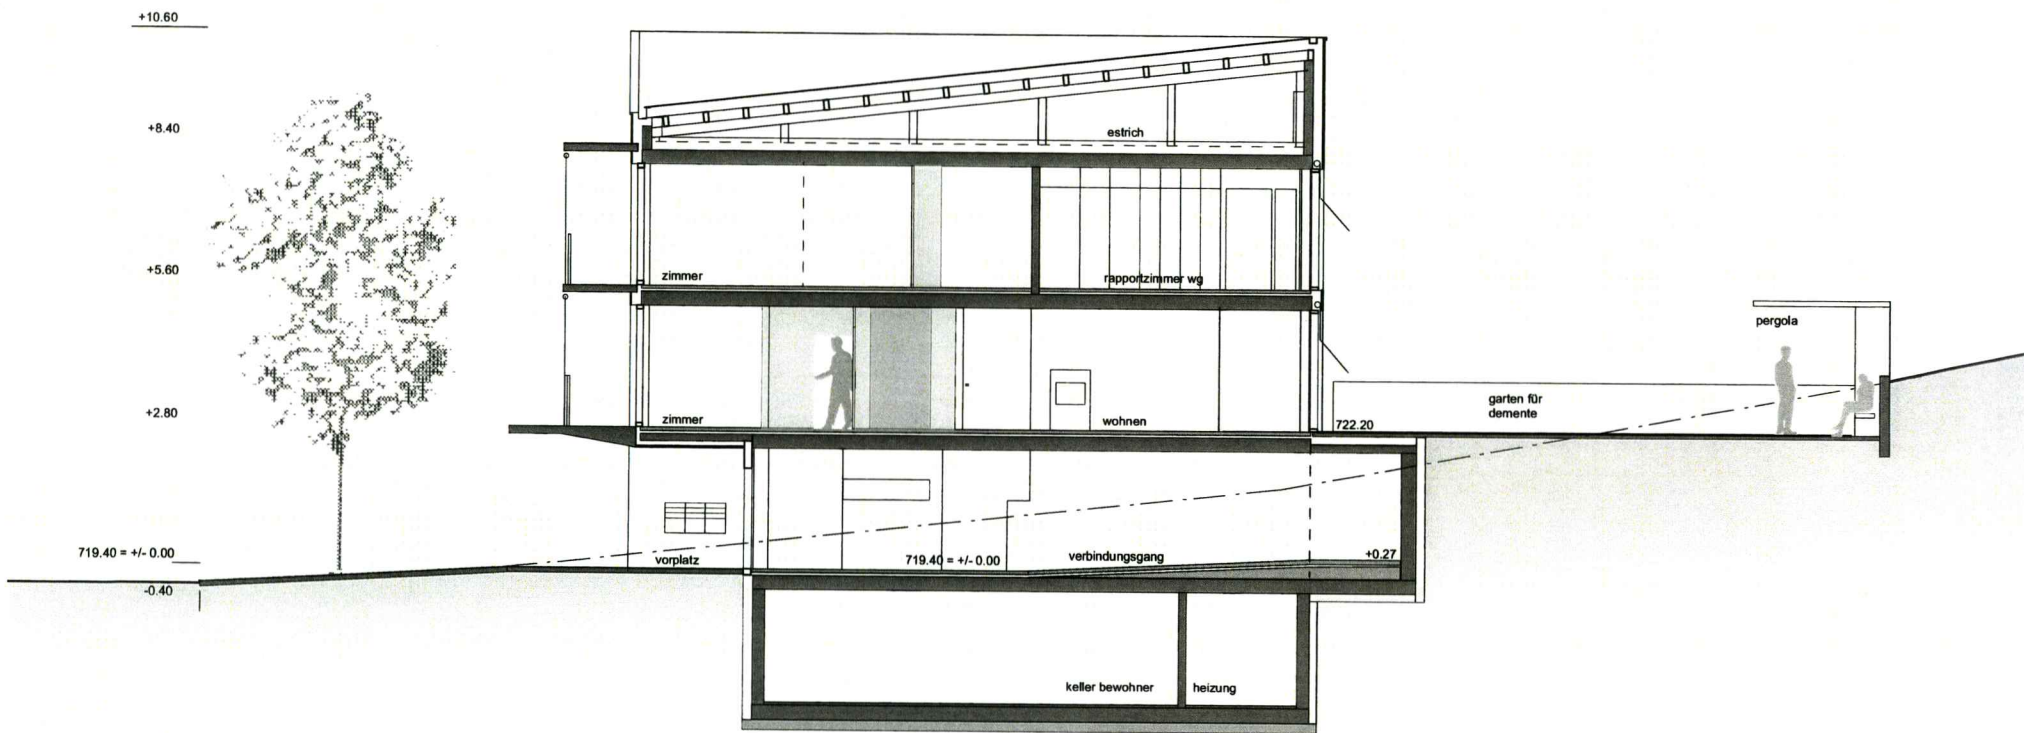 +10.60
+8.40
estrich
+5.60
zimmer
rapportzimmer wg
pergola
+2.80
zimmer
wohnen
722.20
garten für
demente
719.40 = +/- 0.00
vorplatz
719.40 = +/- 0.00
verbindungsgang
+0.27
-0.40
keller bewohner
heizung